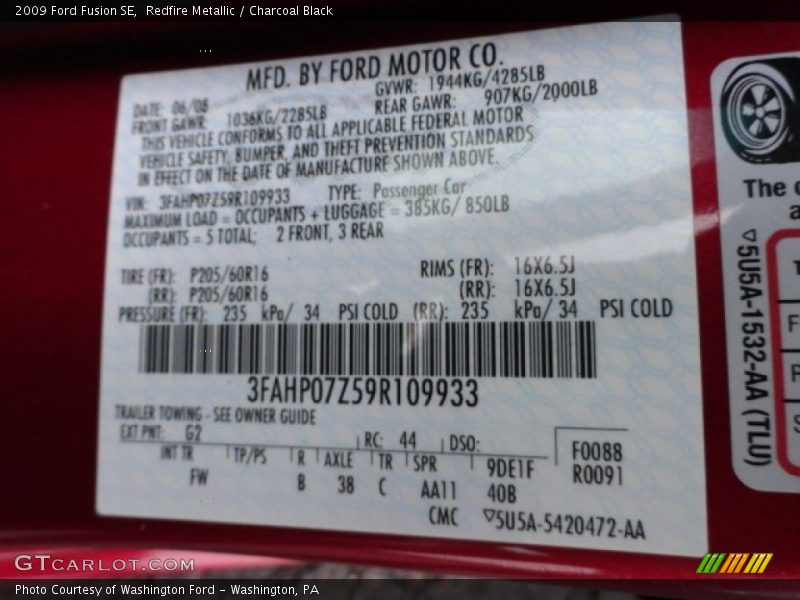 2009 Ford Fusion SE,  Redfire Metallic / Charcoal Black
MFD. BY FORD MOTOR CO.
DATE: 06/08 GVWR: 1944KG/4285LB
FRONT GAWR: 1036KG/2285LB REAR GAWR: 907KG/2000LB
THIS VEHICLE CONFORMS TO ALL APPLICABLE FEDERAL MOTOR
VEHICLE SAFETY, BUMPER, AND THEFT PREVENTION STANDARDS
IN EFFECT ON THE DATE OF MANUFACTURE SHOWN ABOVE.
VIN: 3FAHP07Z59R109933 TYPE: Passenger Car
MAXIMUM LOAD = OCCUPANTS + LUGGAGE = 385KG/ 850LB
OCCUPANTS = 5 TOTAL; 2 FRONT, 3 REAR
TIRE (FR): P205/60R16 RIMS (FR): 16X6.5J
(RR): P205/60R16 (RR): 16X6.5J
PRESSURE (FR): 235 kPa/ 34 PSI COLD (RR): 235 kPa/ 34 PSI COLD
3FAHP07Z59R109933
TRAILER TOWING - SEE OWNER GUIDE
EXT PNT: G2 RC: 44 DSO: F0088
INT TR TP/PS R AXLE TR SPR 9DE1F R0091
FW B 38 C AA11 40B
CMC ▽5U5A-5420472-AA
The
▽5U5A-1532-AA (TLU)
GTCARLOT.COM
Photo Courtesy of Washington Ford - Washington, PA